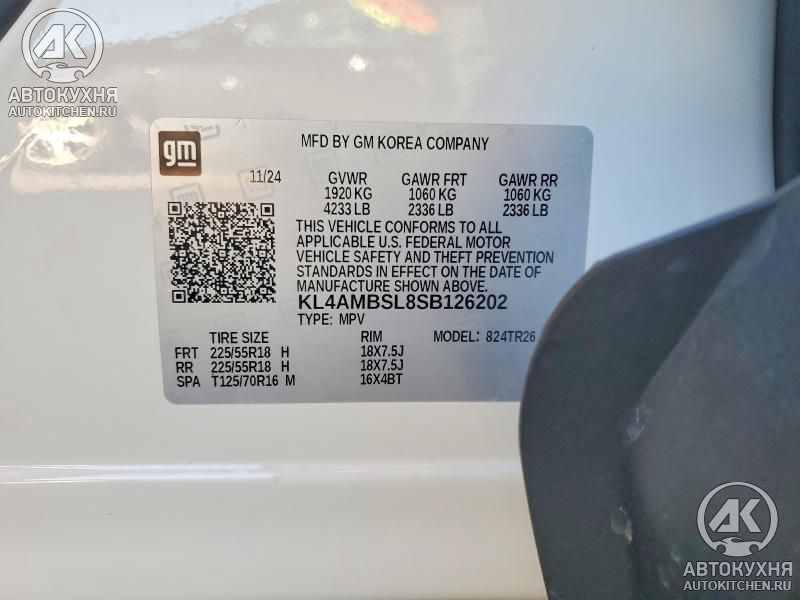 АВТОКУХНЯ
AUTOKITCHEN.RU
gm
MFD BY GM KOREA COMPANY
11/24 GVWR GAWR FRT GAWR RR
1920 KG 1060 KG 1060 KG
4233 LB 2336 LB 2336 LB
THIS VEHICLE CONFORMS TO ALL
APPLICABLE U.S. FEDERAL MOTOR
VEHICLE SAFETY AND THEFT PREVENTION
STANDARDS IN EFFECT ON THE DATE OF
MANUFACTURE SHOWN ABOVE.
KL4AMBSL8SB126202
TYPE: MPV MODEL: 824TR26
TIRE SIZE RIM
FRT 225/55R18 H 18X7.5J
RR 225/55R18 H 18X7.5J
SPA T125/70R16 M 16X4BT
АВТОКУХНЯ
AUTOKITCHEN.RU